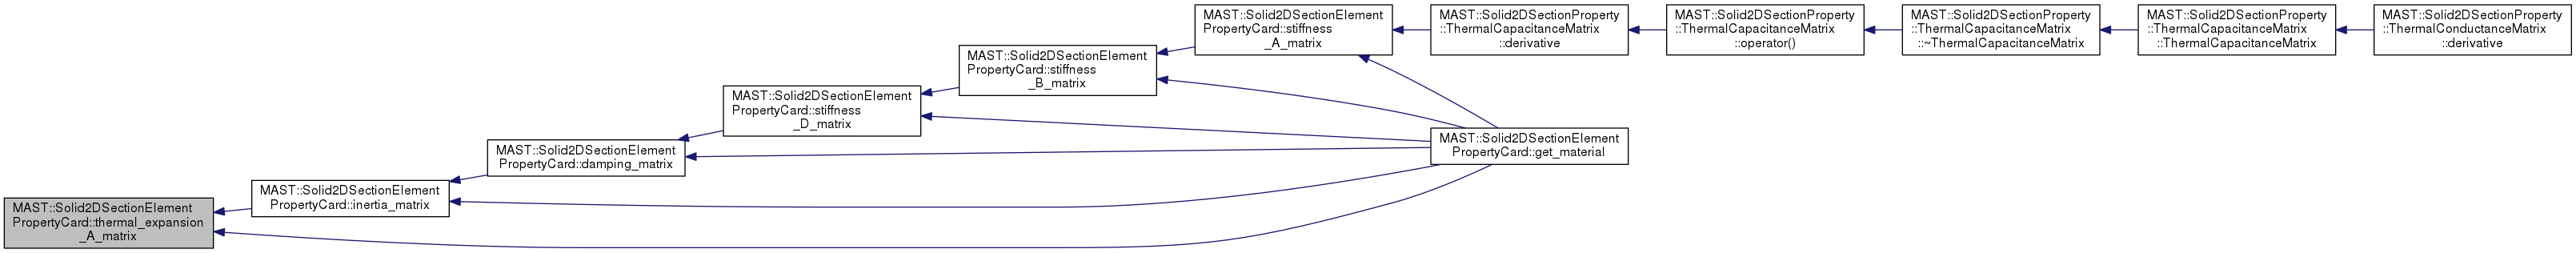 MAST::Solid2DSectionElement
PropertyCard::thermal_expansion
_A_matrix
MAST::Solid2DSectionElement
PropertyCard::inertia_matrix
MAST::Solid2DSectionElement
PropertyCard::damping_matrix
MAST::Solid2DSectionElement
PropertyCard::stiffness
_D_matrix
MAST::Solid2DSectionElement
PropertyCard::stiffness
_B_matrix
MAST::Solid2DSectionElement
PropertyCard::stiffness
_A_matrix
MAST::Solid2DSectionElement
PropertyCard::get_material
MAST::Solid2DSectionProperty
::ThermalCapacitanceMatrix
::derivative
MAST::Solid2DSectionProperty
::ThermalCapacitanceMatrix
::operator()
MAST::Solid2DSectionProperty
::ThermalCapacitanceMatrix
::~ThermalCapacitanceMatrix
MAST::Solid2DSectionProperty
::ThermalCapacitanceMatrix
::ThermalCapacitanceMatrix
MAST::Solid2DSectionProperty
::ThermalConductanceMatrix
::derivative